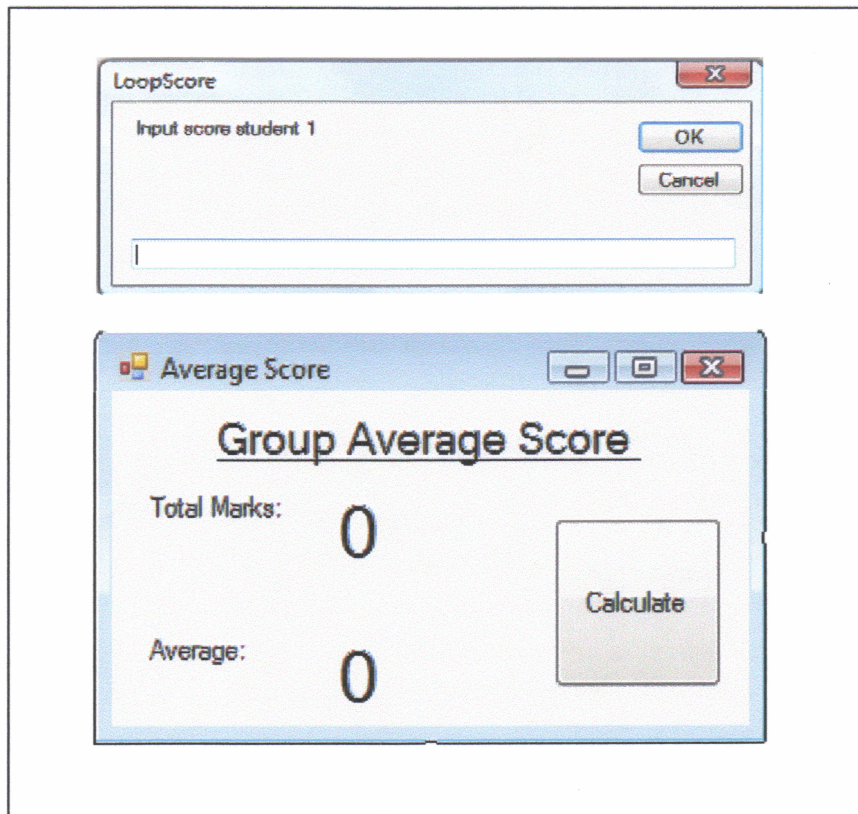 LoopScore
Input score student 1
OK
Cancel
Average Score
Group Average Score
Total Marks:
0
Calculate
Average:
0